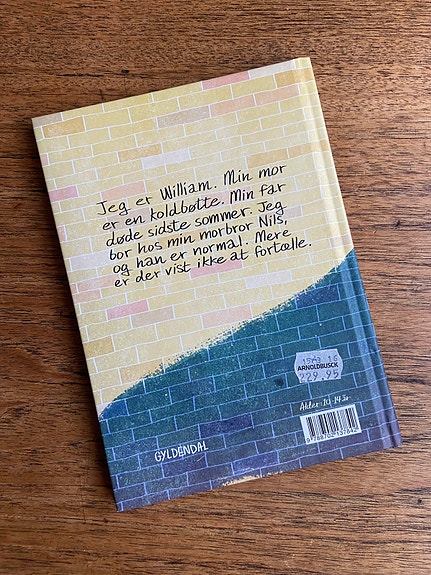 Jeg er William. Min mor
er en koldbøtte. Min far
døde sidste sommer. Jeg
bor hos min morbror Nils,
og han er normal. Mere
er der vist ikke at fortælle.
ARNOLDBUSCK
229.95
Alder: 10-14 år
GYLDENDAL